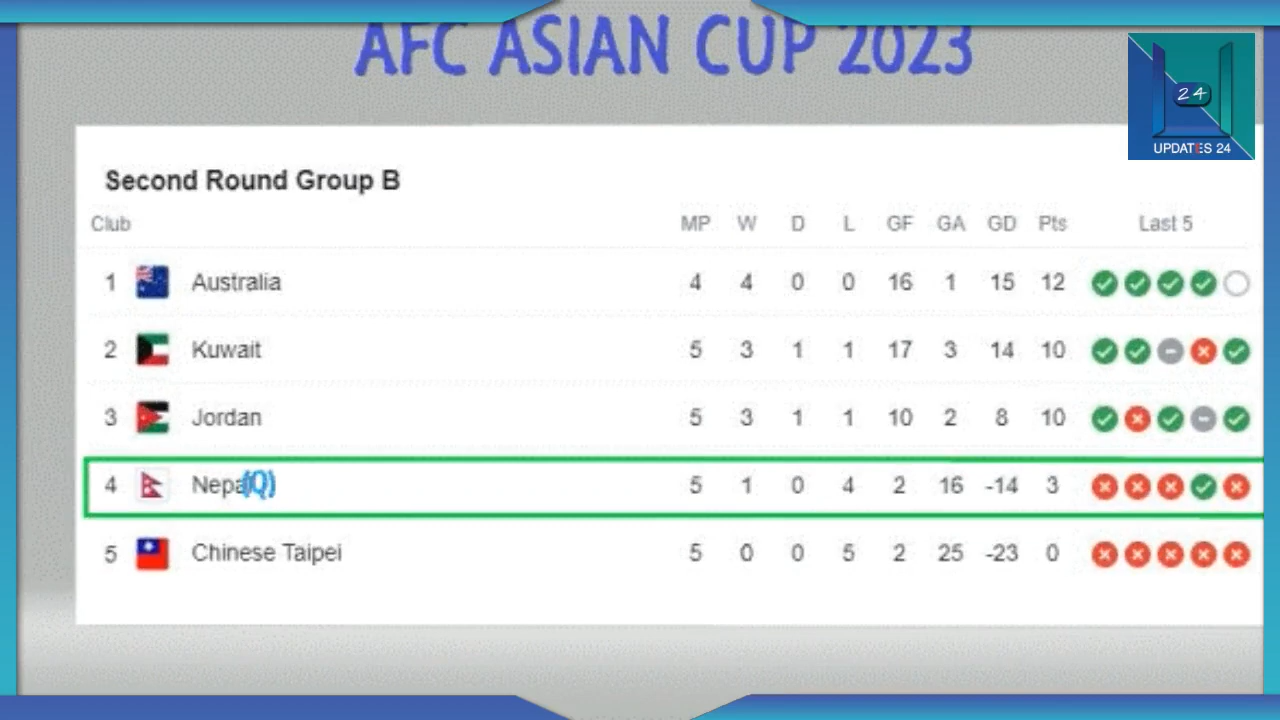 AFC ASIAN CUP 2023
24
UPDATES 24
Second Round Group B
Club MP W D L GF GA GD Pts Last 5
1 Australia 4 4 0 0 16 1 15 12
2 Kuwait 5 3 1 1 17 3 14 10
3 Jordan 5 3 1 1 10 2 8 10
4 Nepa(Q) 5 1 0 4 2 16 -14 3
5 Chinese Taipei 5 0 0 5 2 25 -23 0